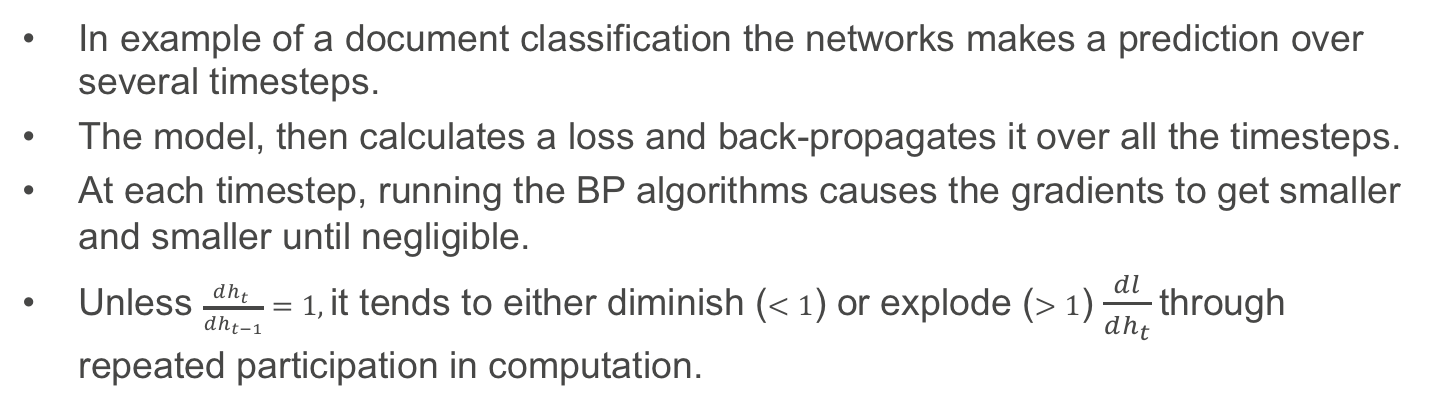 • In example of a document classification the networks makes a prediction over
several timesteps.
• The model, then calculates a loss and back-propagates it over all the timesteps.
• At each timestep, running the BP algorithms causes the gradients to get smaller
and smaller until negligible.
• Unless \frac{dh_t}{dh_{t-1}} = 1, it tends to either diminish (< 1) or explode (> 1) \frac{dl}{dh_t} through
repeated participation in computation.